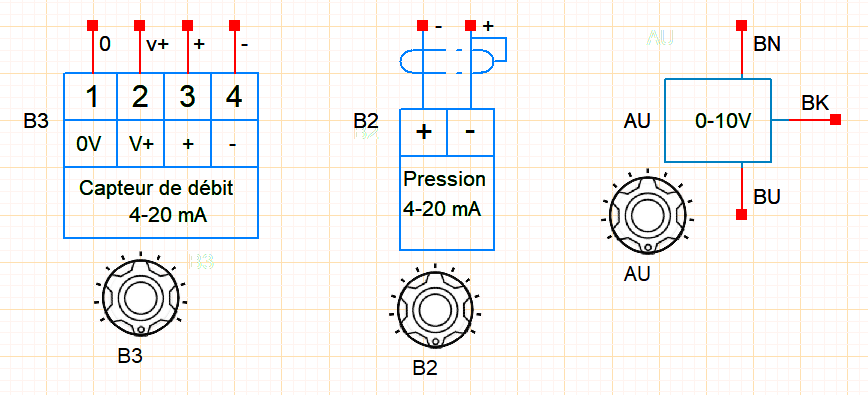 0 v+ + -
1 2 3 4
B3
0V V+ + -
Capteur de débit
4-20 mA
B3
B3
- +
B2
+ -
Pression
4-20 mA
B2
AU
BN
BK
AU
0-10V
BU
AU